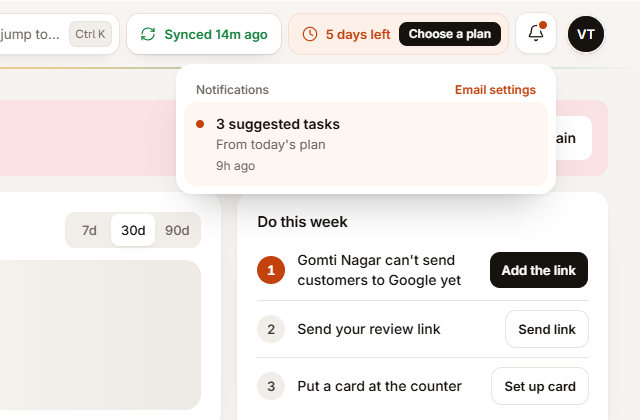 jump to...
Ctrl K
Synced 14m ago
5 days left
Choose a plan
VT
Notifications
Email settings
3 suggested tasks
From today's plan
9h ago
ain
7d
30d
90d
Do this week
1
Gomti Nagar can't send
customers to Google yet
Add the link
2
Send your review link
Send link
3
Put a card at the counter
Set up card